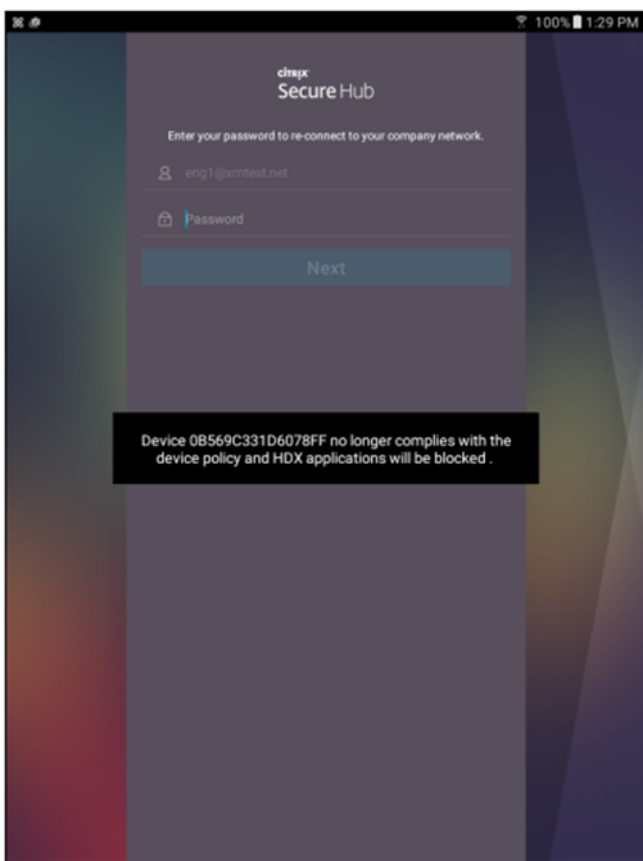 100% 1:29 PM
citrix
Secure Hub
Enter your password to re-connect to your company network.
eng1@xmtest.net
Password
Next
Device 0B569C331D6078FF no longer complies with the
device policy and HDX applications will be blocked .